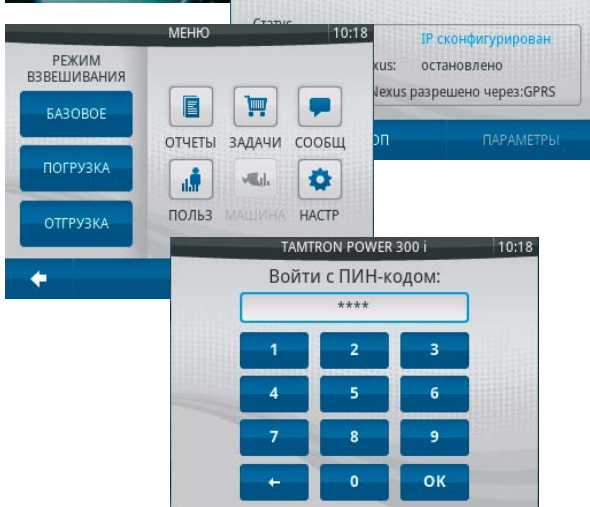 МЕНЮ 10:18
РЕЖИМ
ВЗВЕШИВАНИЯ
БАЗОВОЕ
ПОГРУЗКА
ОТГРУЗКА
ОТЧЕТЫ ЗАДАЧИ СООБЩ
ПОЛЬЗ МАШИНА НАСТР
Статус
IP сконфигурирован
xus: остановлено
Nexus разрешено через:GPRS
ОП ПАРАМЕТРЫ
TAMTRON POWER 300 i 10:18
Войти с ПИН-кодом:
****
1 2 3
4 5 6
7 8 9
← 0 OK